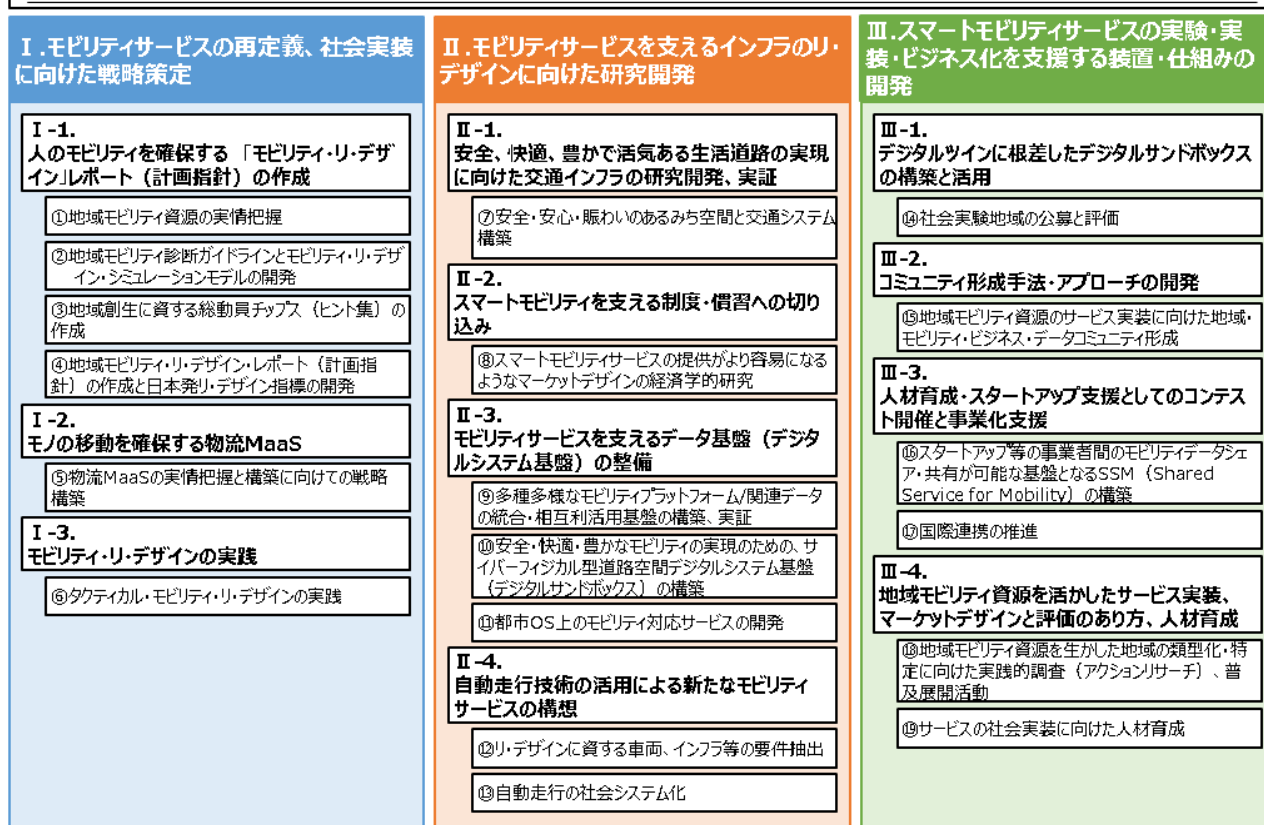 Ⅰ.モビリティサービスの再定義、社会実装
に向けた戦略策定
Ⅰ-1.
人のモビリティを確保する「モビリティ・リ・デザ
イン」レポート（計画指針）の作成
①地域モビリティ資源の実情把握
②地域モビリティ診断ガイドラインとモビリティ・リ・デザ
イン・シミュレーションモデルの開発
③地域創生に資する総動員チップス（ヒント集）の
作成
④地域モビリティ・リ・デザイン・レポート（計画指
針）の作成と日本発リ・デザイン指標の開発
Ⅰ-2.
モノの移動を確保する物流MaaS
⑤物流MaaSの実情把握と構築に向けての戦略
構築
Ⅰ-3.
モビリティ・リ・デザインの実践
⑥タクティカル・モビリティ・リ・デザインの実践
Ⅱ.モビリティサービスを支えるインフラのリ・
デザインに向けた研究開発
Ⅱ-1.
安全、快適、豊かで活気ある生活道路の実現
に向けた交通インフラの研究開発、実証
⑦安全・安心・賑わいのあるみち空間と交通システム
構築
Ⅱ-2.
スマートモビリティを支える制度・慣習への切り
込み
⑧スマートモビリティサービスの提供がより容易になる
ようなマーケットデザインの経済学的研究
Ⅱ-3.
モビリティサービスを支えるデータ基盤（デジタ
ルシステム基盤）の整備
⑨多種多様なモビリティプラットフォーム/関連データ
の統合・相互利活用基盤の構築、実証
⑩安全・快適・豊かなモビリティの実現のための、サ
イバーフィジカル型道路空間デジタルシステム基盤
（デジタルサンドボックス）の構築
⑪都市OS上のモビリティ対応サービスの開発
Ⅱ-4.
自動走行技術の活用による新たなモビリティ
サービスの構想
⑫リ・デザインに資する車両、インフラ等の要件抽出
⑬自動走行の社会システム化
Ⅲ.スマートモビリティサービスの実験・実
装・ビジネス化を支援する装置・仕組みの
開発
Ⅲ-1.
デジタルツインに根差したデジタルサンドボックス
の構築と活用
⑭社会実験地域の公募と評価
Ⅲ-2.
コミュニティ形成手法・アプローチの開発
⑮地域モビリティ資源のサービス実装に向けた地域・
モビリティ・ビジネス・データコミュニティ形成
Ⅲ-3.
人材育成・スタートアップ支援としてのコンテス
ト開催と事業化支援
⑯スタートアップ等の事業者間のモビリティデータシェ
ア・共有が可能な基盤となるSSM（Shared
Service for Mobility）の構築
⑰国際連携の推進
Ⅲ-4.
地域モビリティ資源を活かしたサービス実装、
マーケットデザインと評価のあり方、人材育成
⑱地域モビリティ資源を生かした地域の類型化・特
定に向けた実践的調査（アクションリサーチ）、普
及展開活動
⑲サービスの社会実装に向けた人材育成